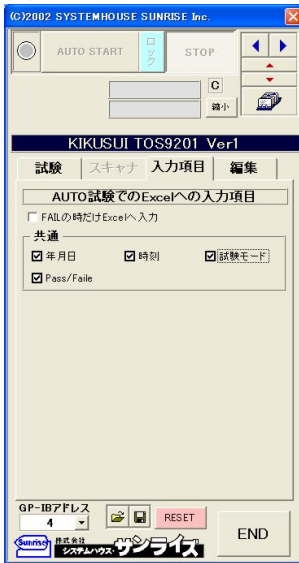 (C)2002 SYSTEMHOUSE SUNRISE Inc.
AUTO START
ロック
STOP
C
縮小
KIKUSUI TOS9201 Ver1
試験 スキャナ 入力項目 編集
AUTO試験でのExcelへの入力項目
FAILの時だけExcelへ入力
共通
年月日 時刻 試験モード
Pass/Faile
GP-IBアドレス
4
RESET
END
Sunrise 株式会社
システムハウス サンライズ